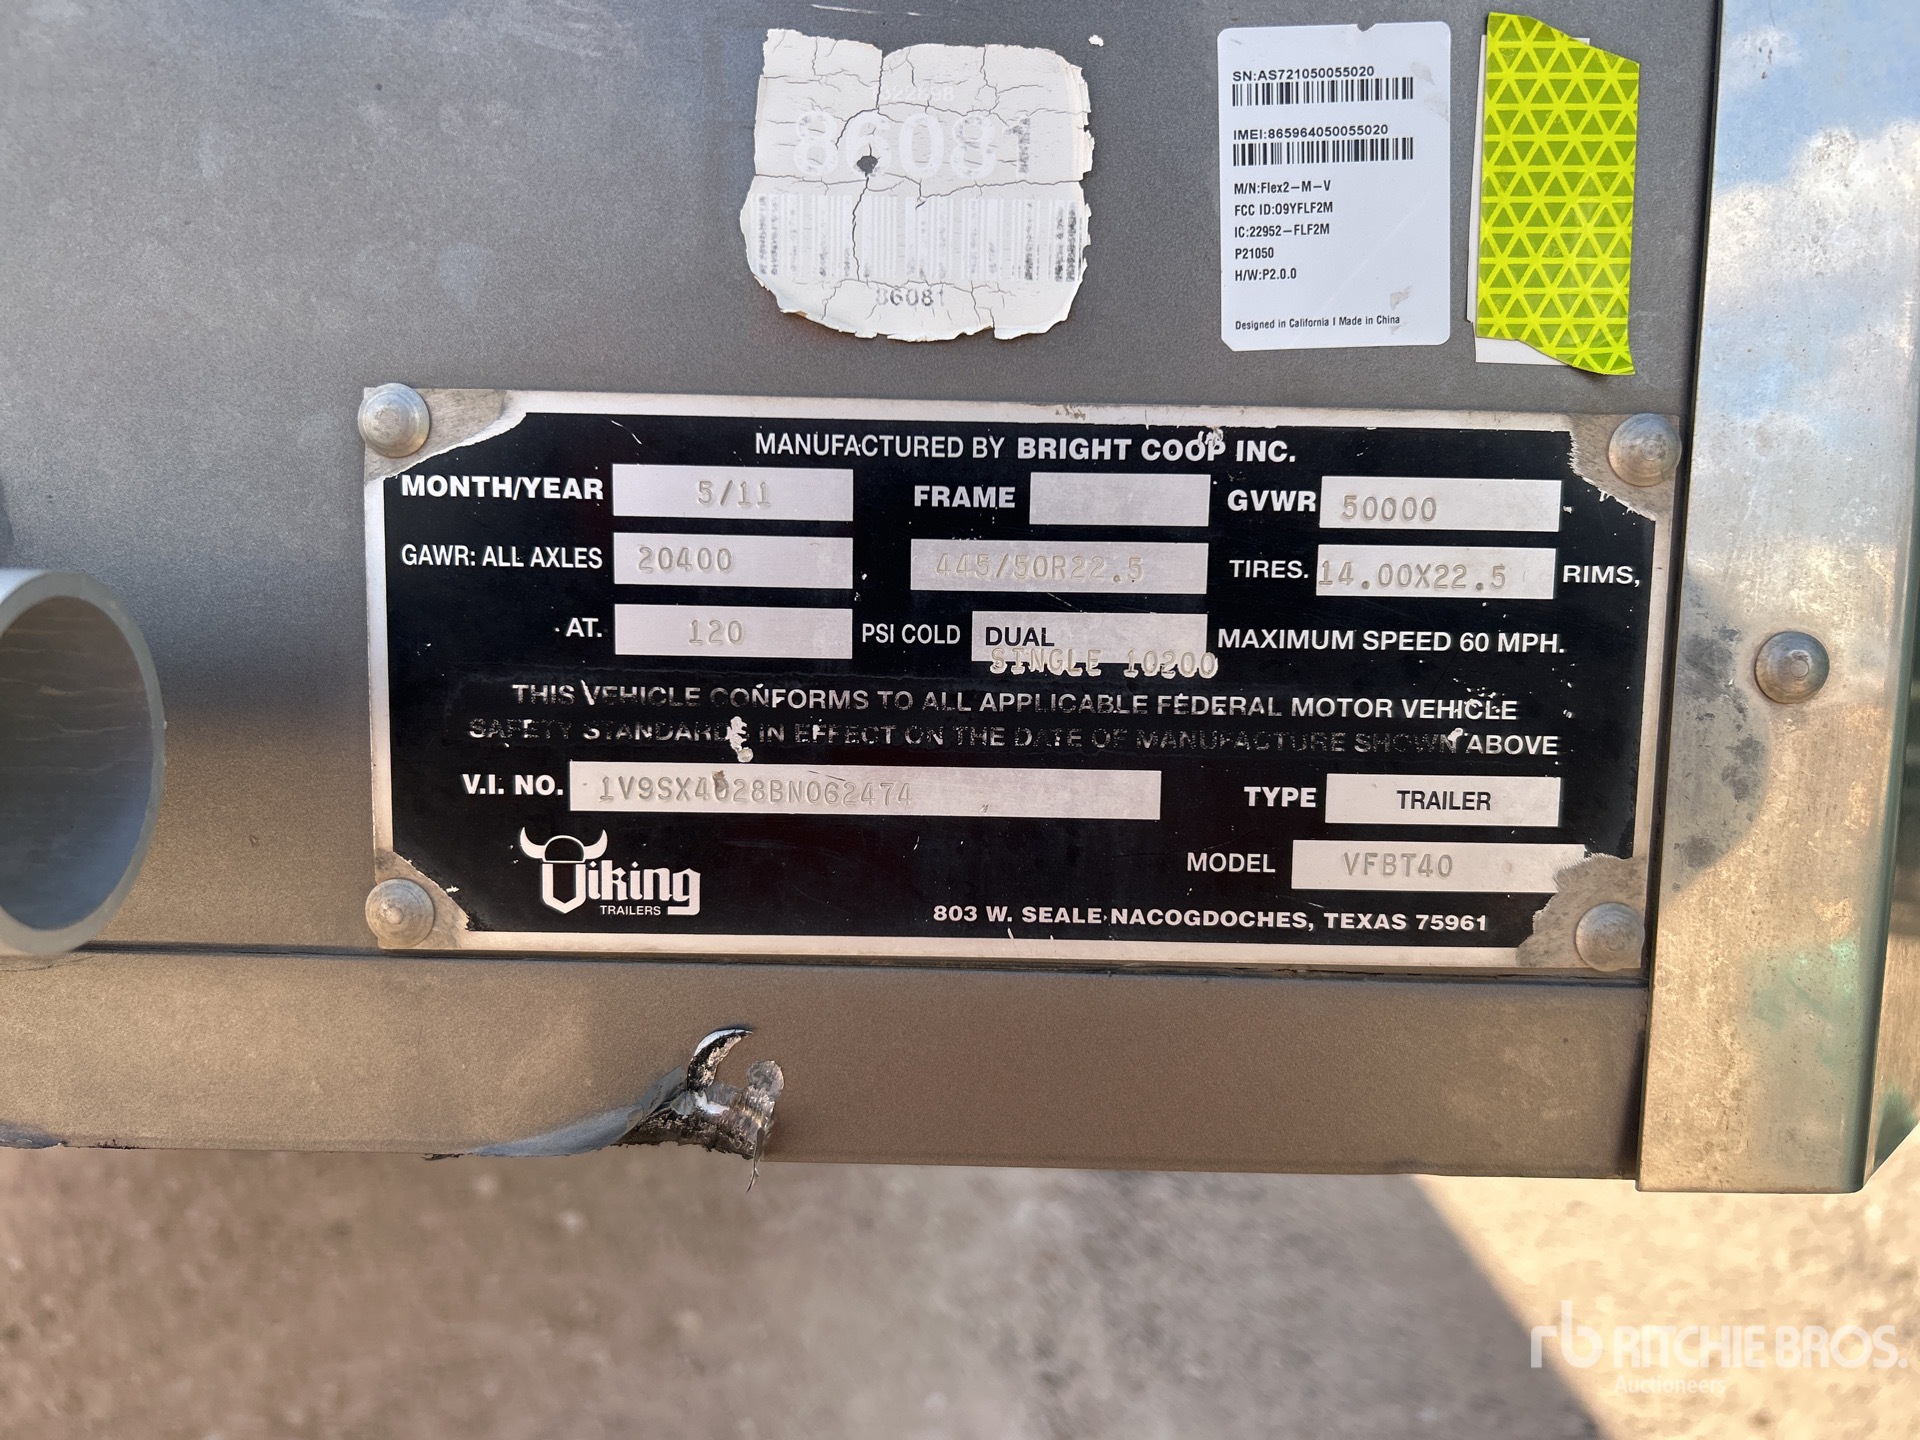 86081
86081
SN:AS721050055020
IMEI:865964050055020
M/N:Flex2-M-V
FCC ID:O9YFLF2M
IC:22952-FLF2M
P21050
H/W:P2.0.0
Designed in California | Made in China
MANUFACTURED BY BRIGHT COOP INC.
MONTH/YEAR 5/11 FRAME GVWR 50000
GAWR: ALL AXLES 20400 445/50R22.5 TIRES. 14.00X22.5 RIMS,
AT. 120 PSI COLD DUAL MAXIMUM SPEED 60 MPH.
SINGLE 10200
THIS VEHICLE CONFORMS TO ALL APPLICABLE FEDERAL MOTOR VEHICLE
SAFETY STANDARDS IN EFFECT ON THE DATE OF MANUFACTURE SHOWN ABOVE
V.I. NO. 1V9SX4028BN062474 TYPE TRAILER
Viking
TRAILERS
MODEL VFBT40
803 W. SEALE NACOGDOCHES, TEXAS 75961
rb RITCHIE BROS.
Auctioneers